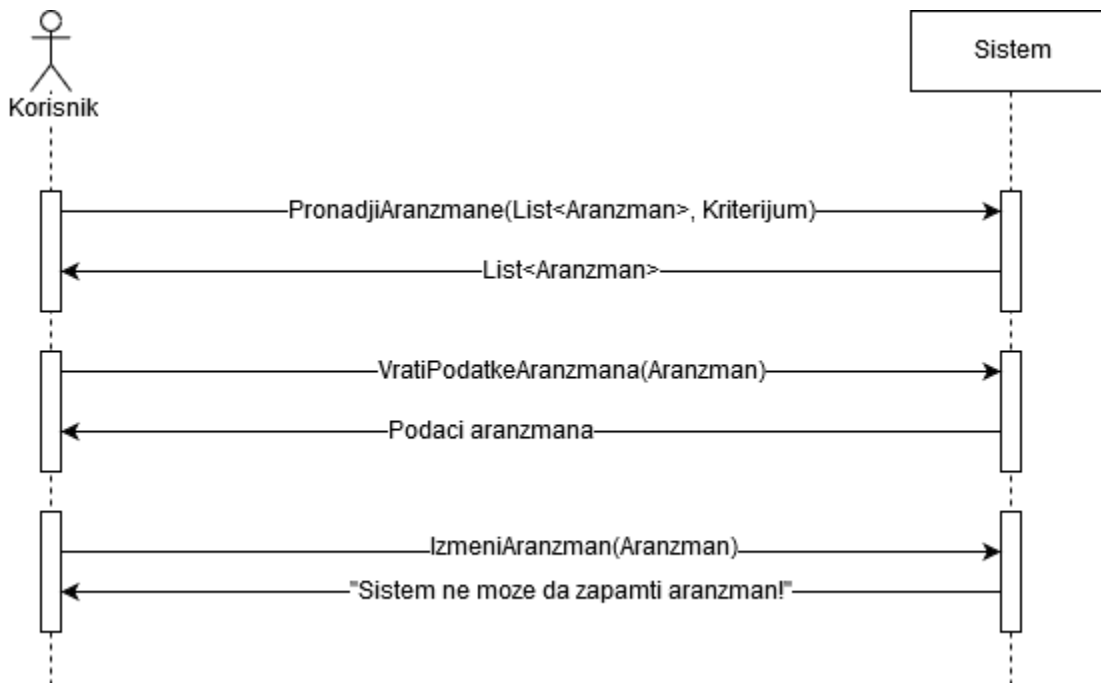 Korisnik
Sistem
PronadjiAranzmane(List<Aranzman>, Kriterijum)
List<Aranzman>
VratiPodatkeAranzmana(Aranzman)
Podaci aranzmana
IzmeniAranzman(Aranzman)
"Sistem ne moze da zapamti aranzman!"